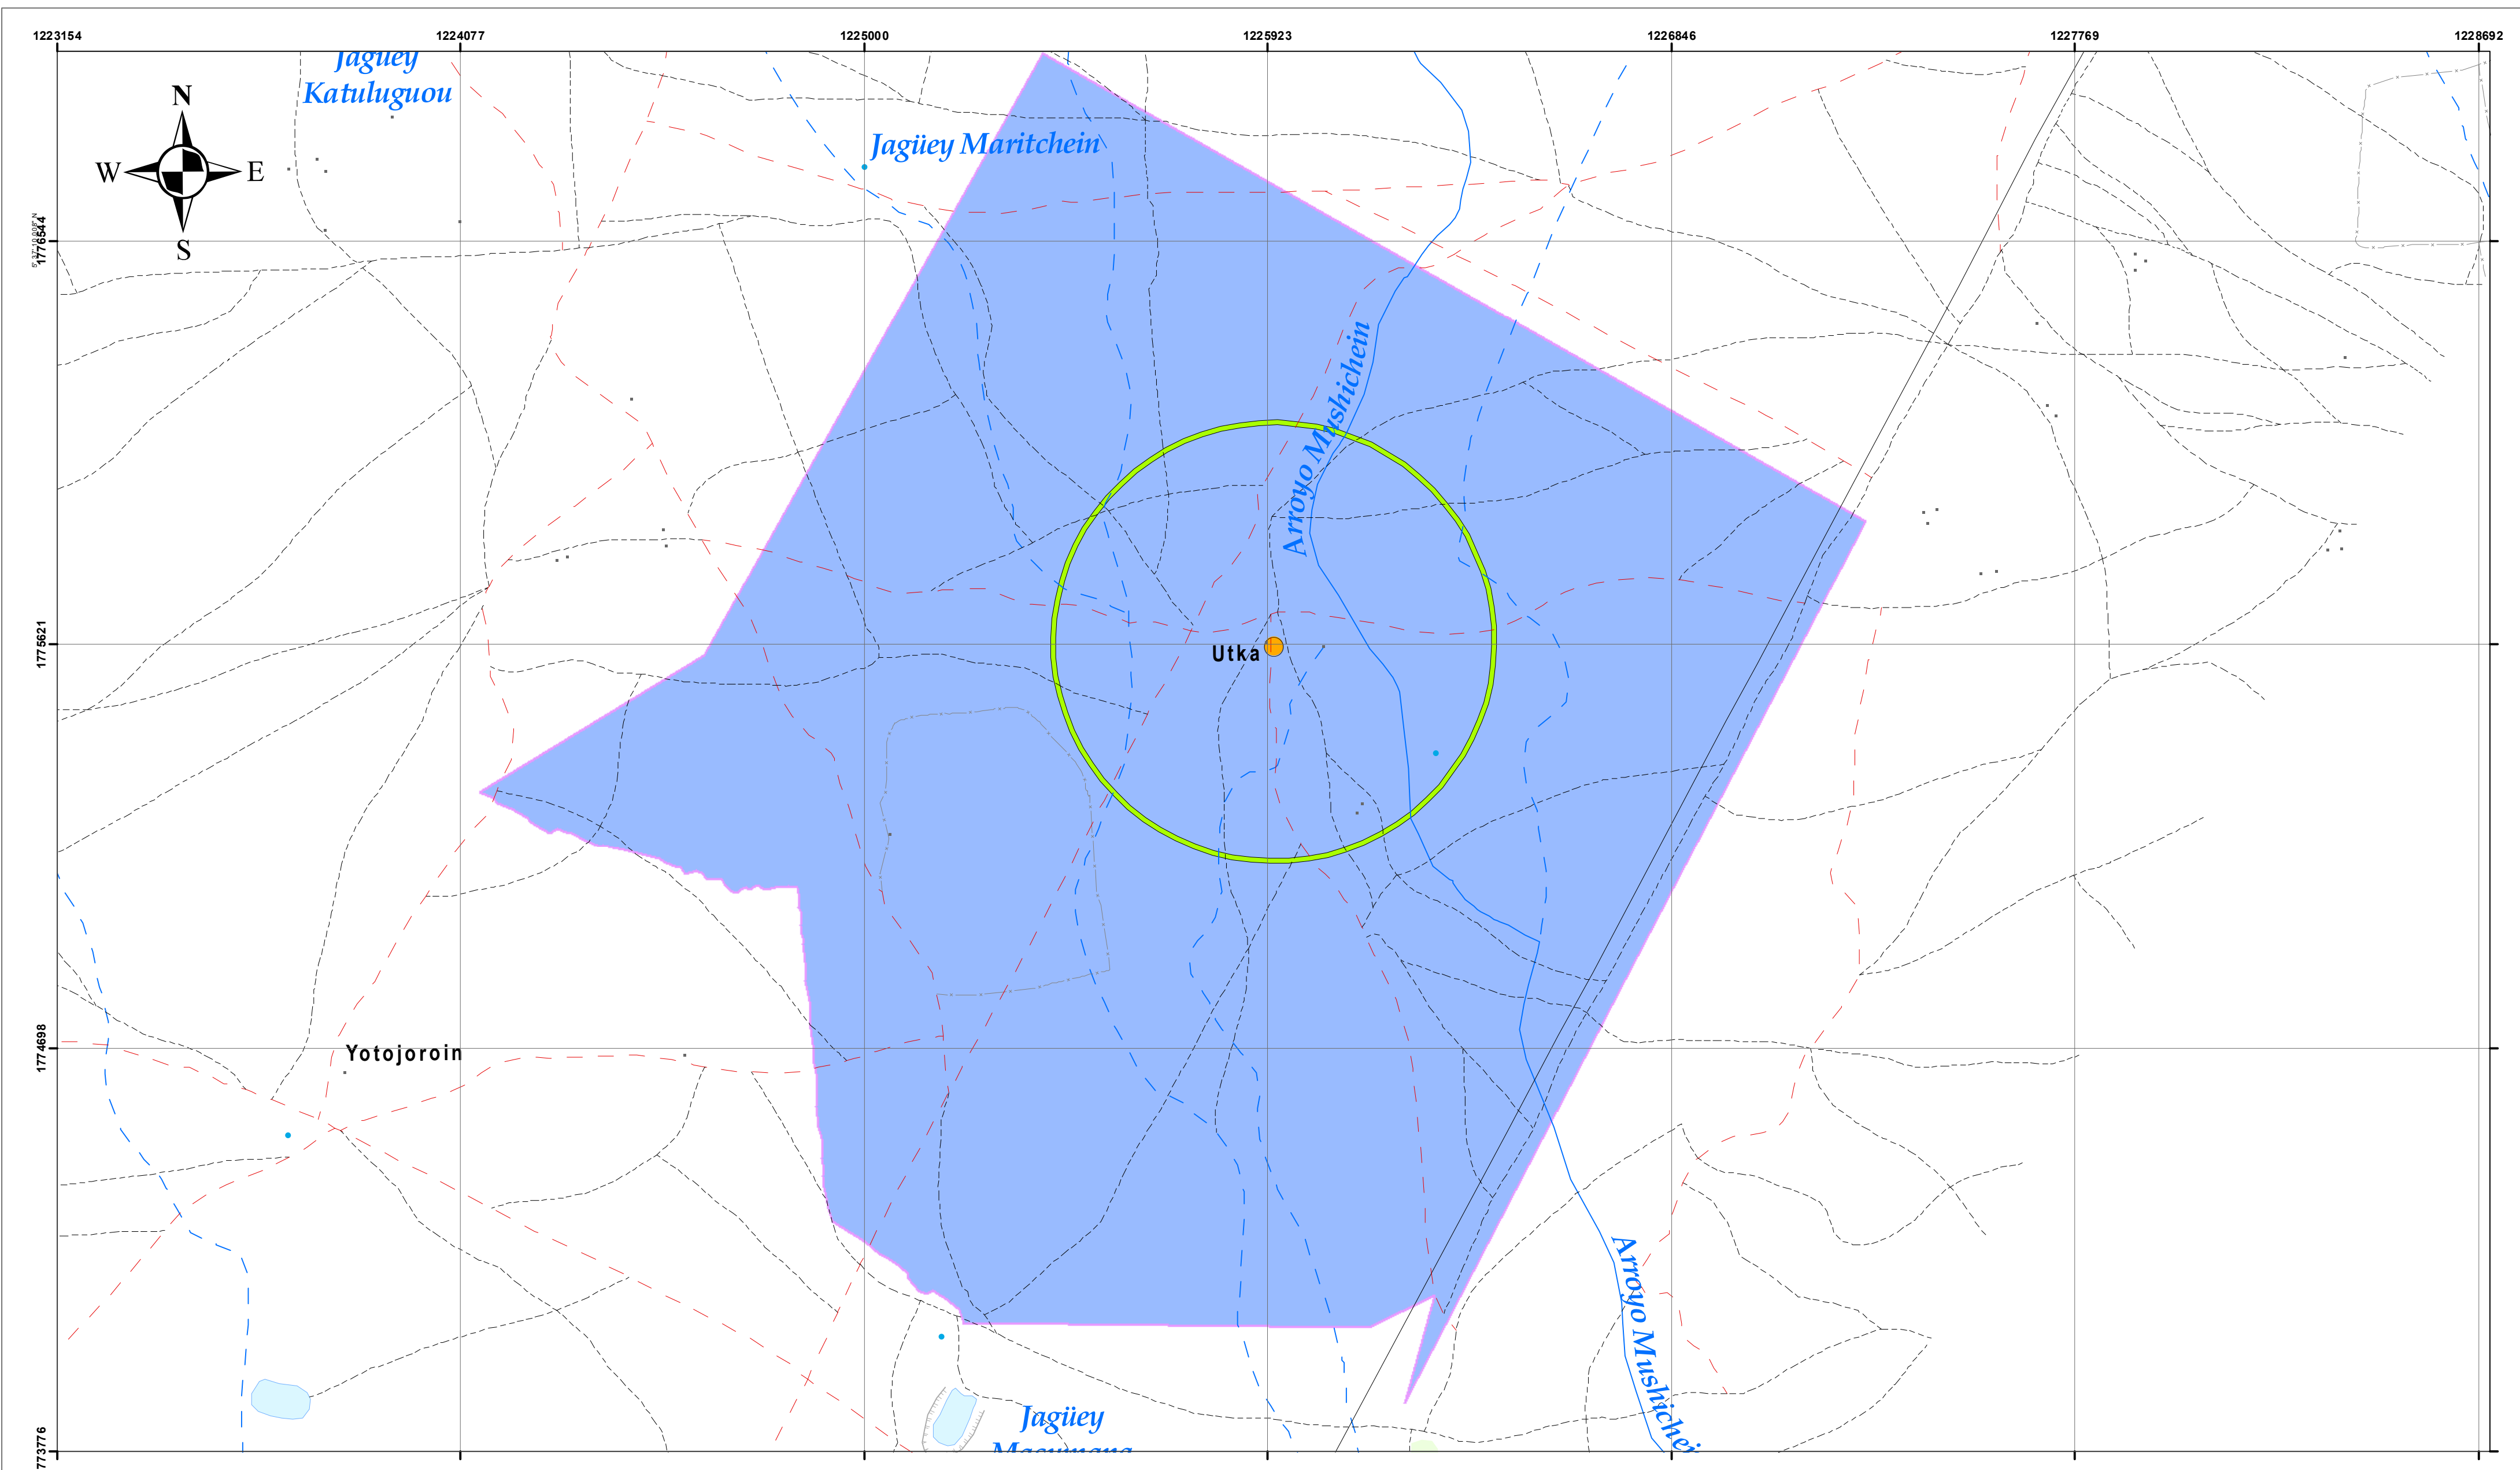 1223154 1224077 1225000 1225923 1226846 1227769 1228692
Jagüey
Katuluguou
N
W E
S
Jagüey Maritchein
1776544
Arroyo Mushichein
1775621
Utka
1774698
Yotojoroin
Arroyo Mushichei
Jagüey
1773776